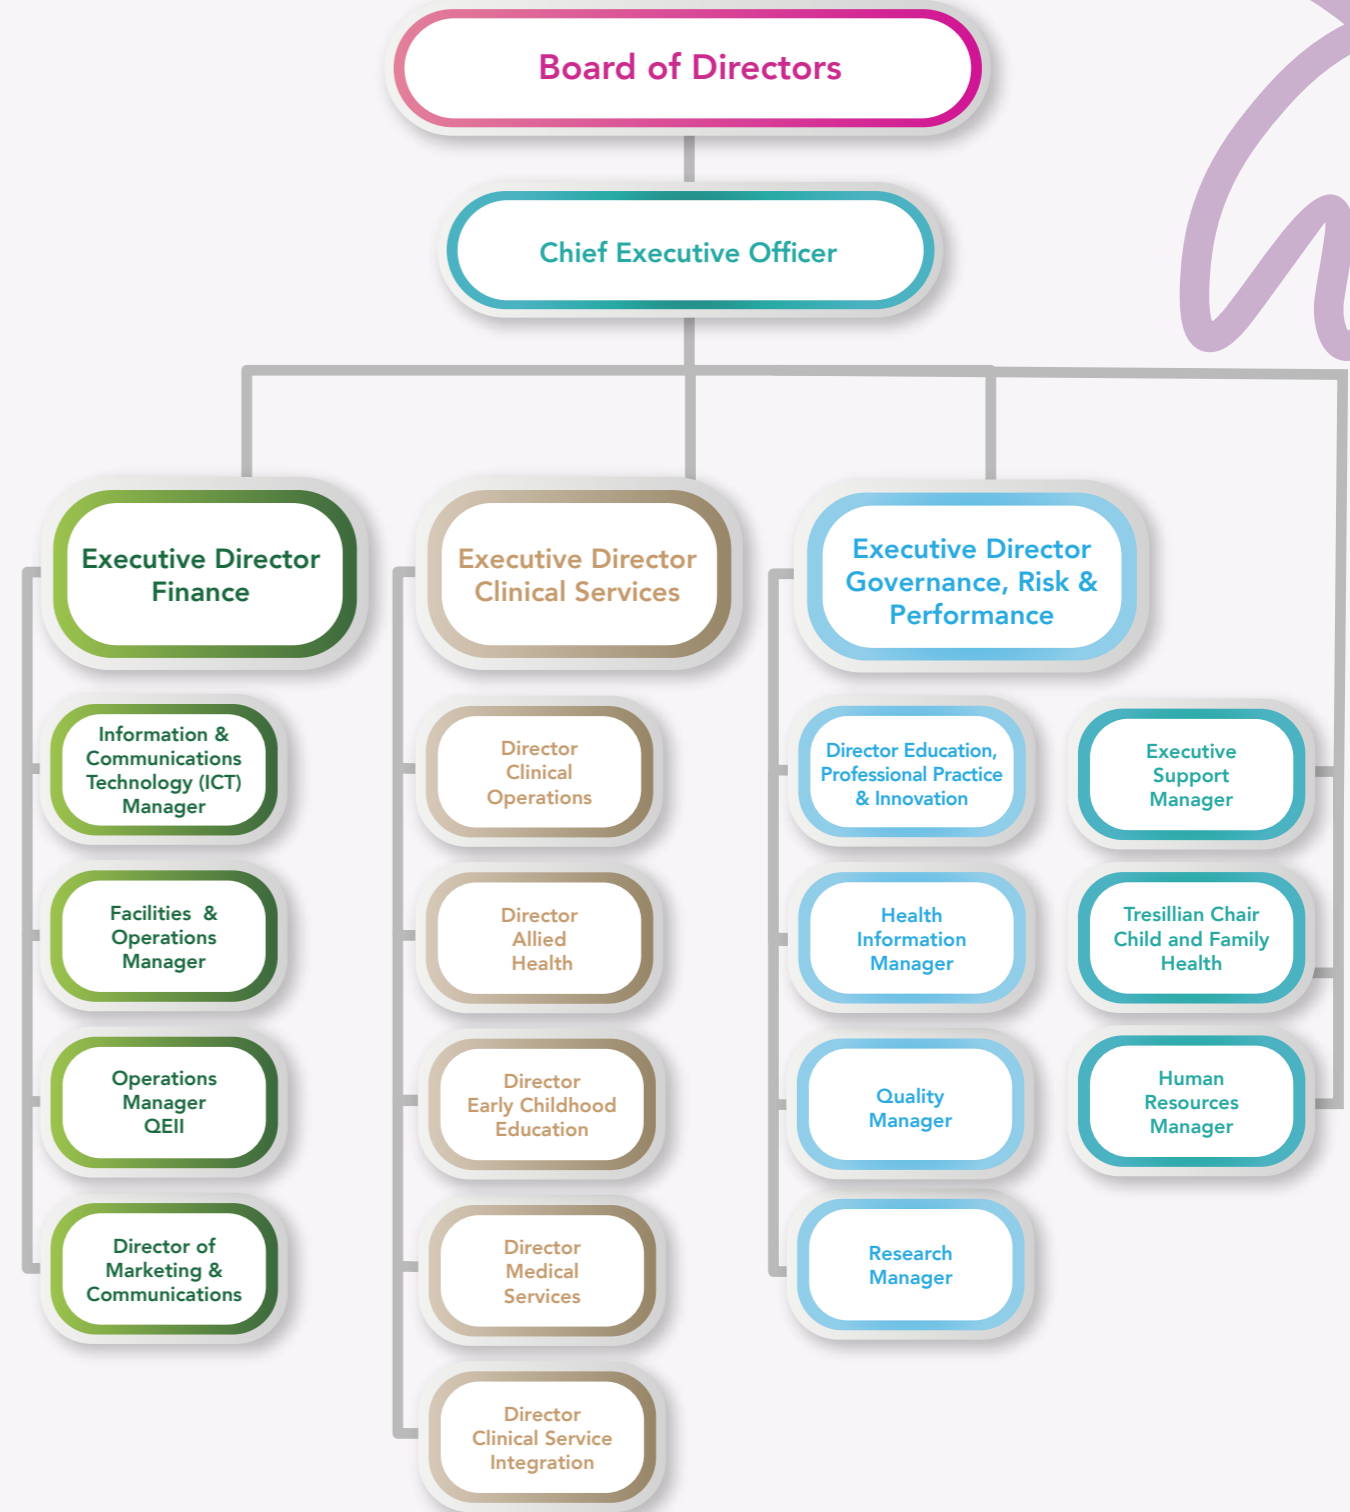 Board of Directors
Chief Executive Officer
Executive Director
Finance
Executive Director
Clinical Services
Executive Director
Governance, Risk &
Performance
Information &
Communications
Technology (ICT)
Manager
Facilities &
Operations
Manager
Operations
Manager
QEII
Director of
Marketing &
Communications
Director
Clinical
Operations
Director
Allied
Health
Director
Early Childhood
Education
Director
Medical
Services
Director
Clinical Service
Integration
Director Education,
Professional Practice
& Innovation
Health
Information
Manager
Quality
Manager
Research
Manager
Executive
Support
Manager
Tresillian Chair
Child and Family
Health
Human
Resources
Manager